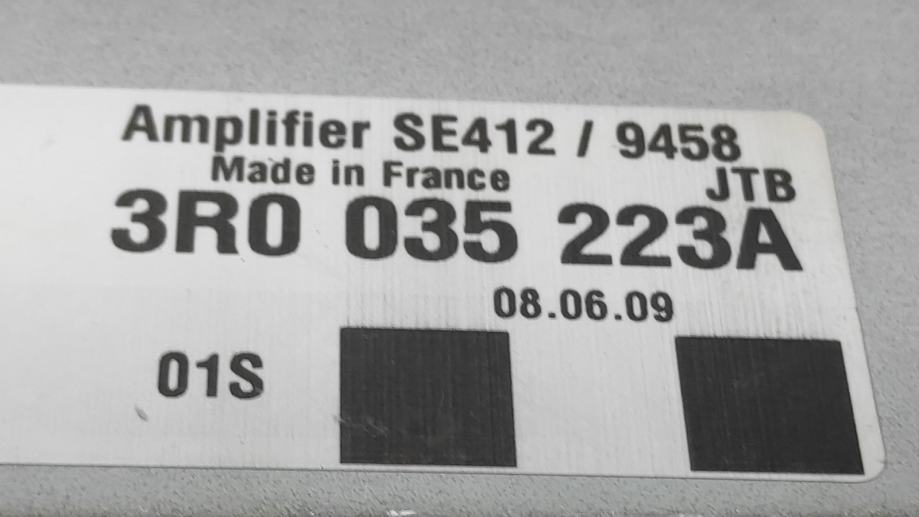 Amplifier SE412 / 9458
Made in France JTB
3R0 035 223A
08.06.09
01S